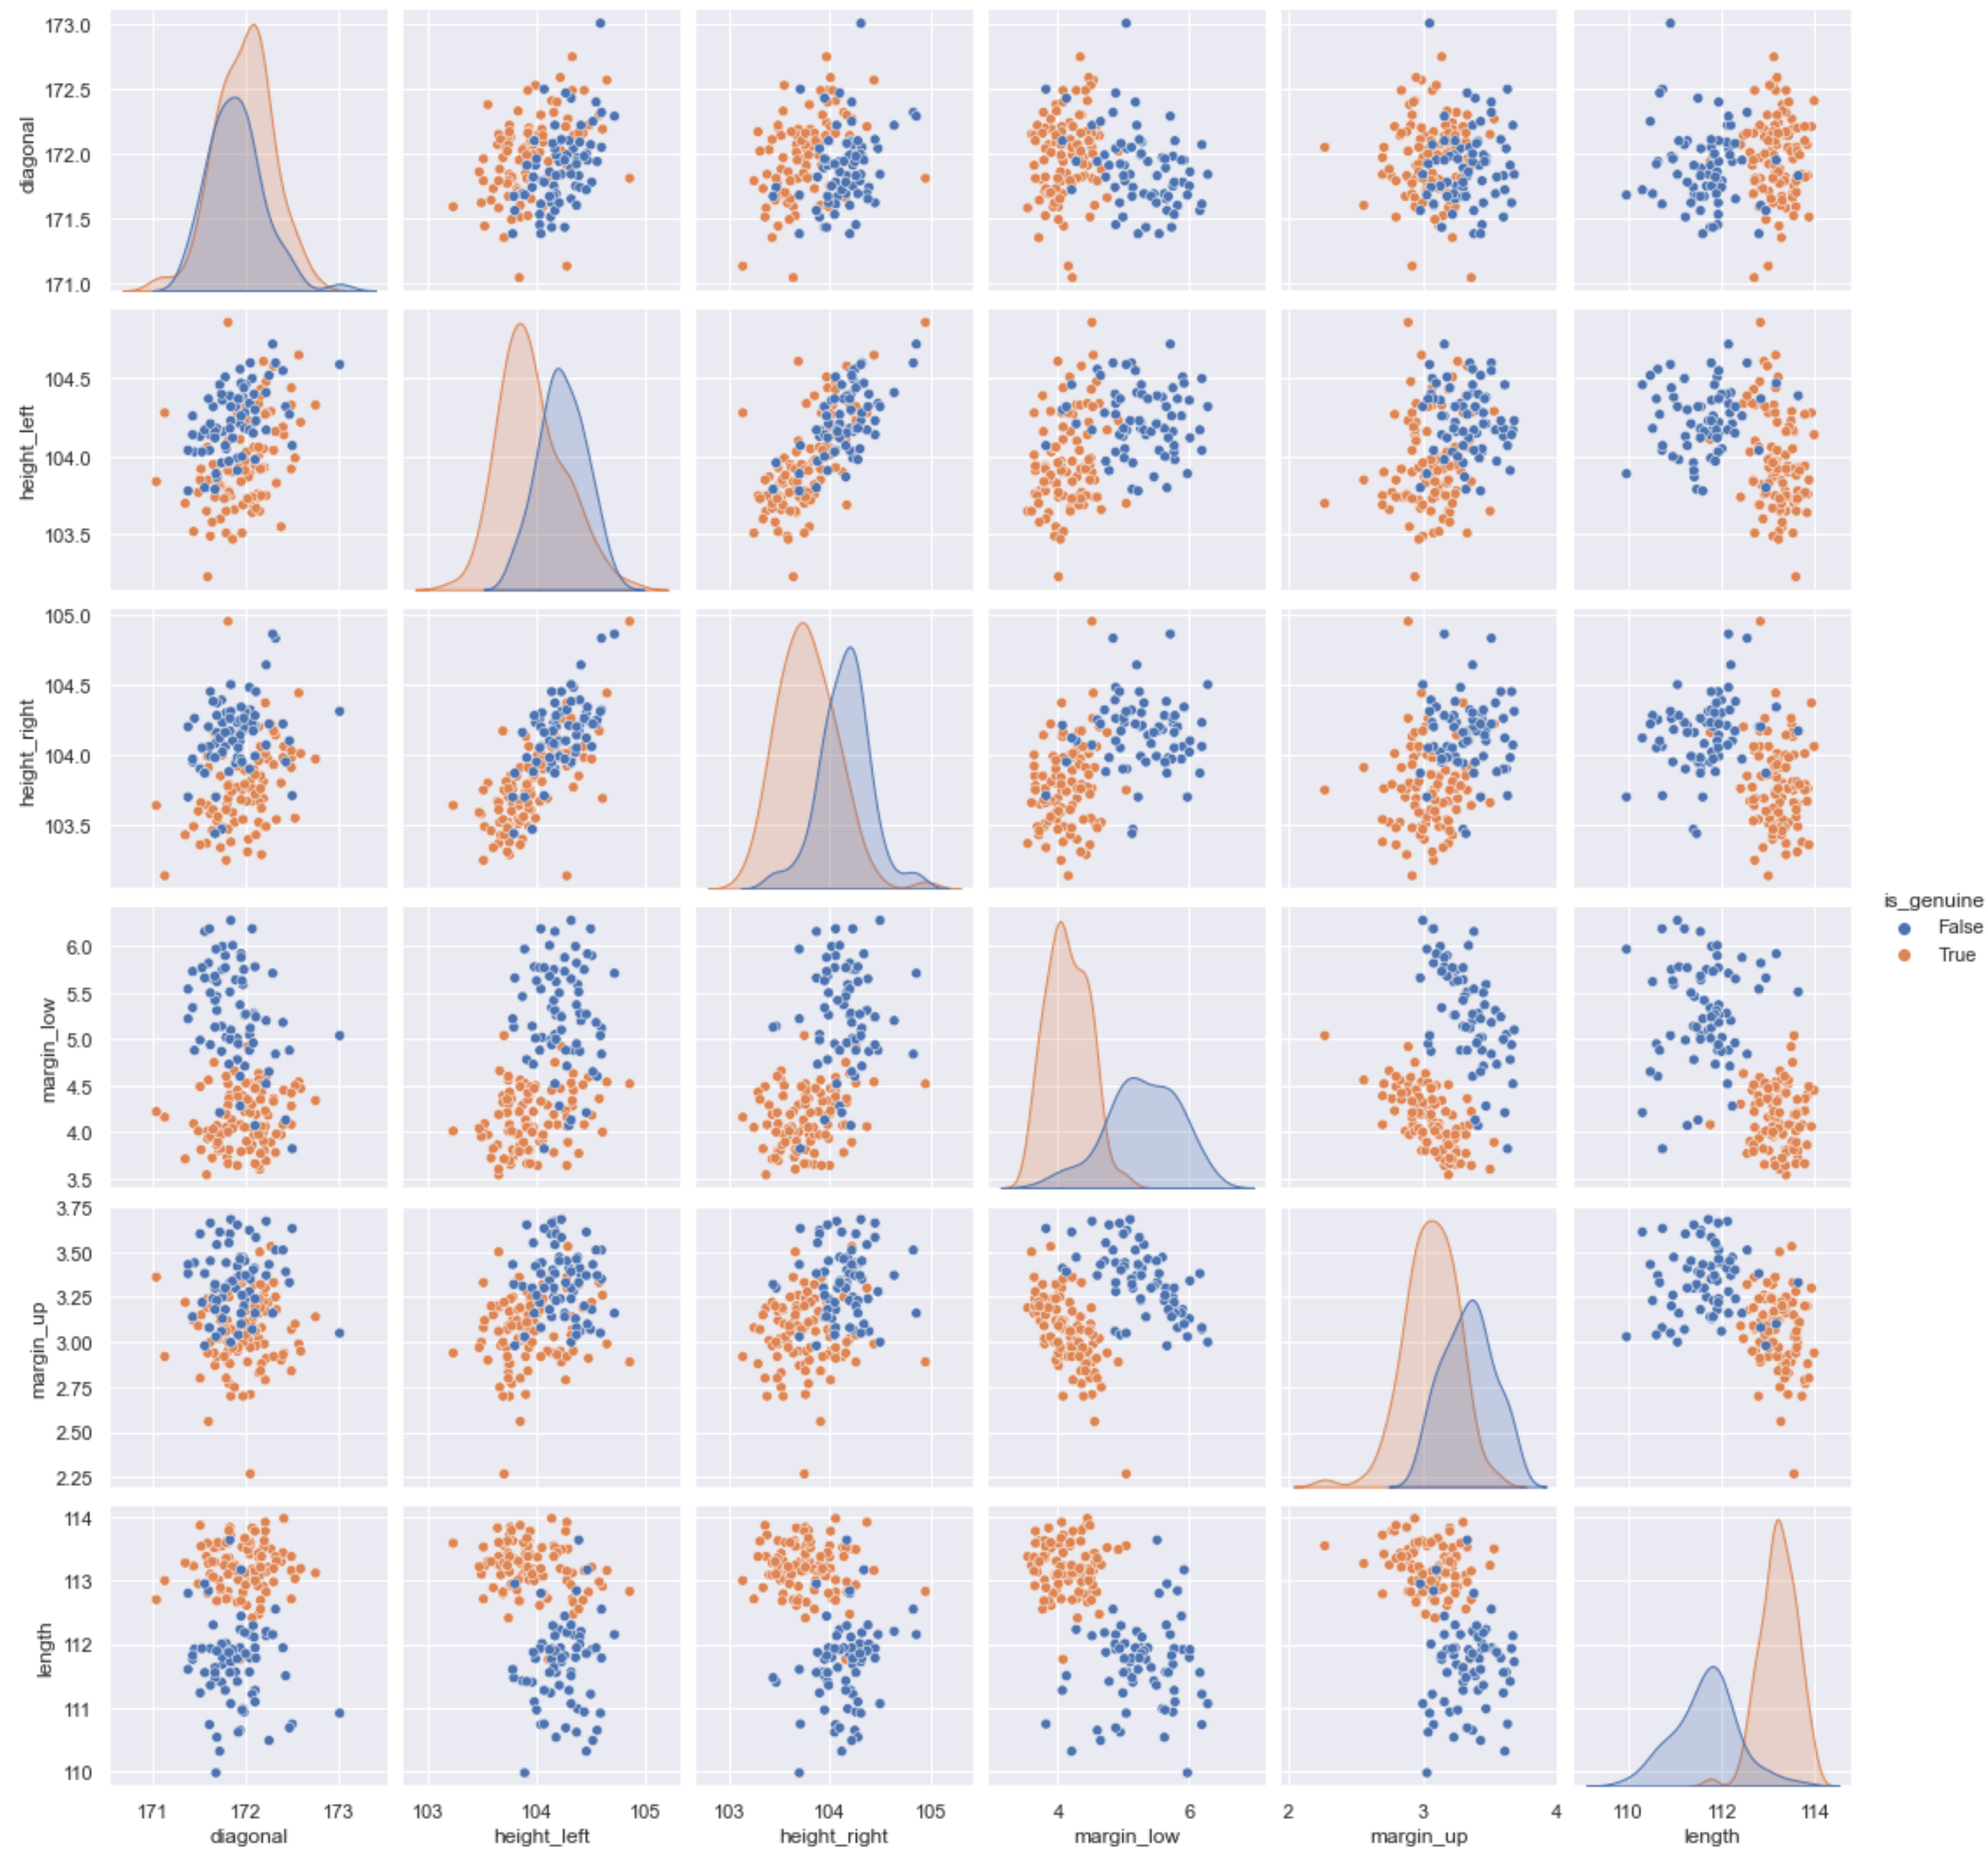 173.0
172.5
172.0
171.5
171.0
diagonal
104.5
104.0
103.5
height_left
105.0
104.5
104.0
103.5
height_right
6.0
5.5
5.0
4.5
4.0
3.5
margin_low
is_genuine
False
True
3.75
3.50
3.25
3.00
2.75
2.50
2.25
margin_up
114
113
112
111
110
length
171 172 173 103 104 105 103 104 105 4 6 2 3 4 110 112 114
diagonal height_left height_right margin_low margin_up length